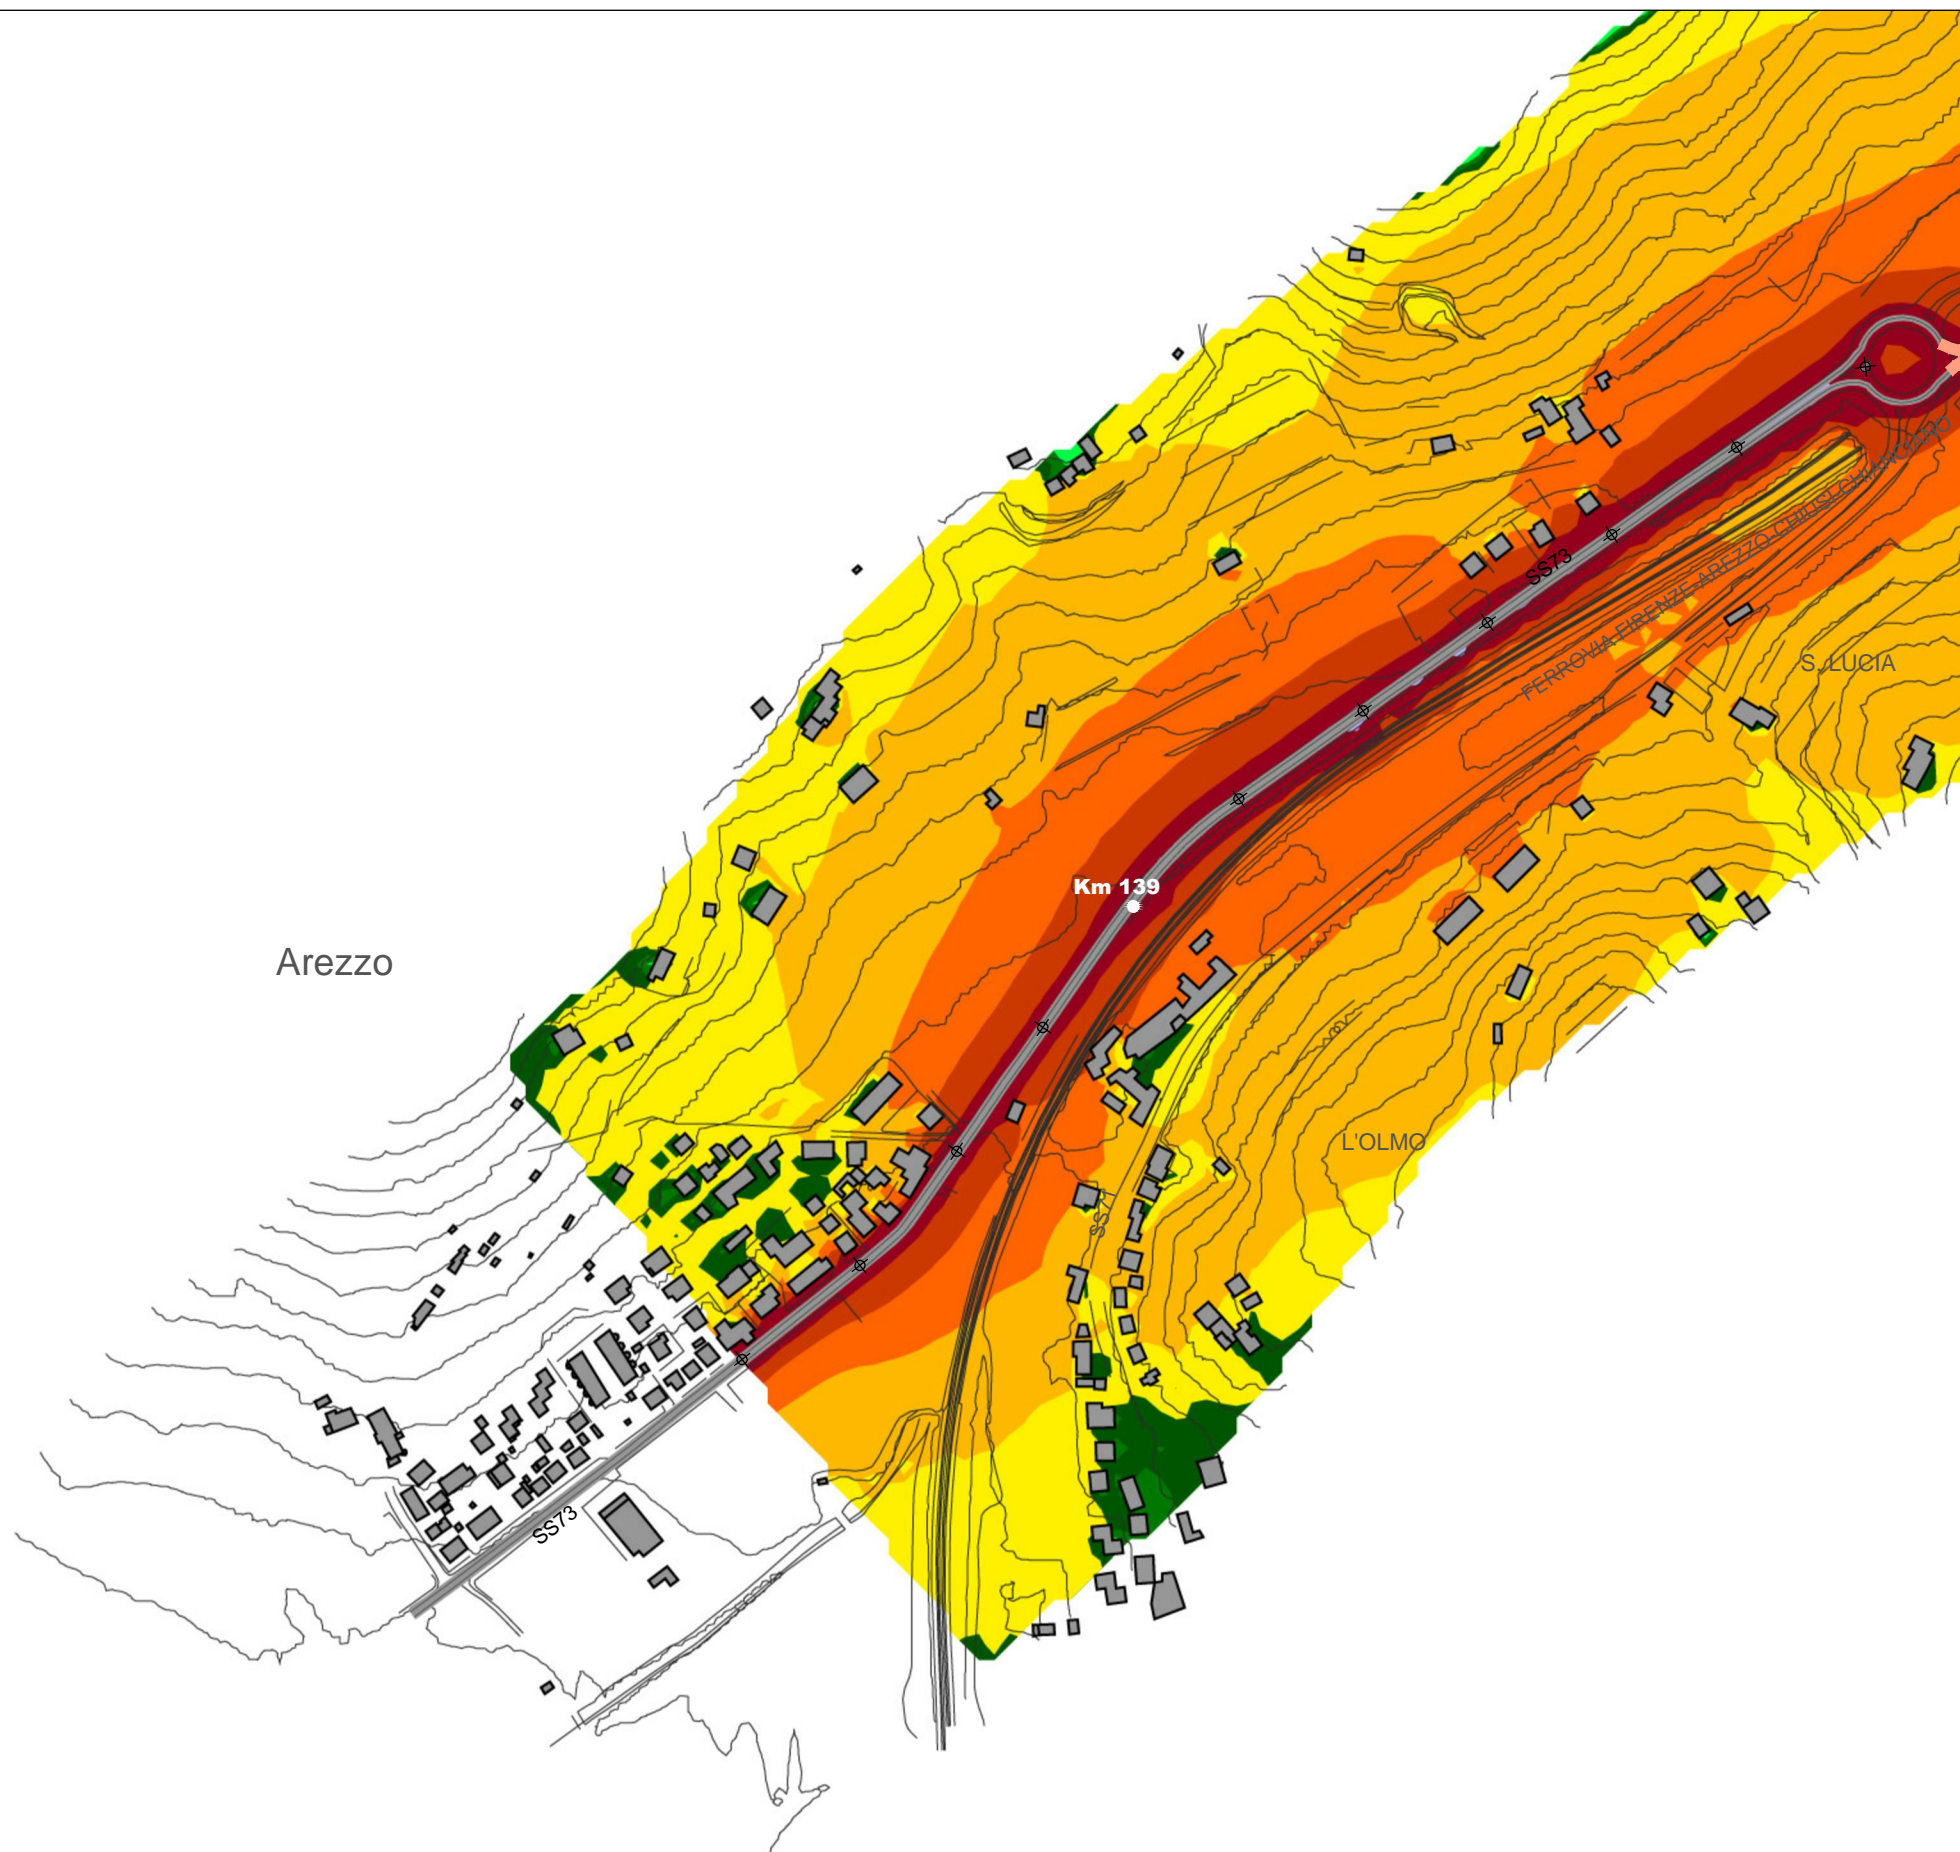 FERROVIA FIRENZE-AREZZO-CHIUSI-CHIANCIANO
SS73
S. LUCIA
Km 139
Arezzo
L'OLMO
SS71
SS73